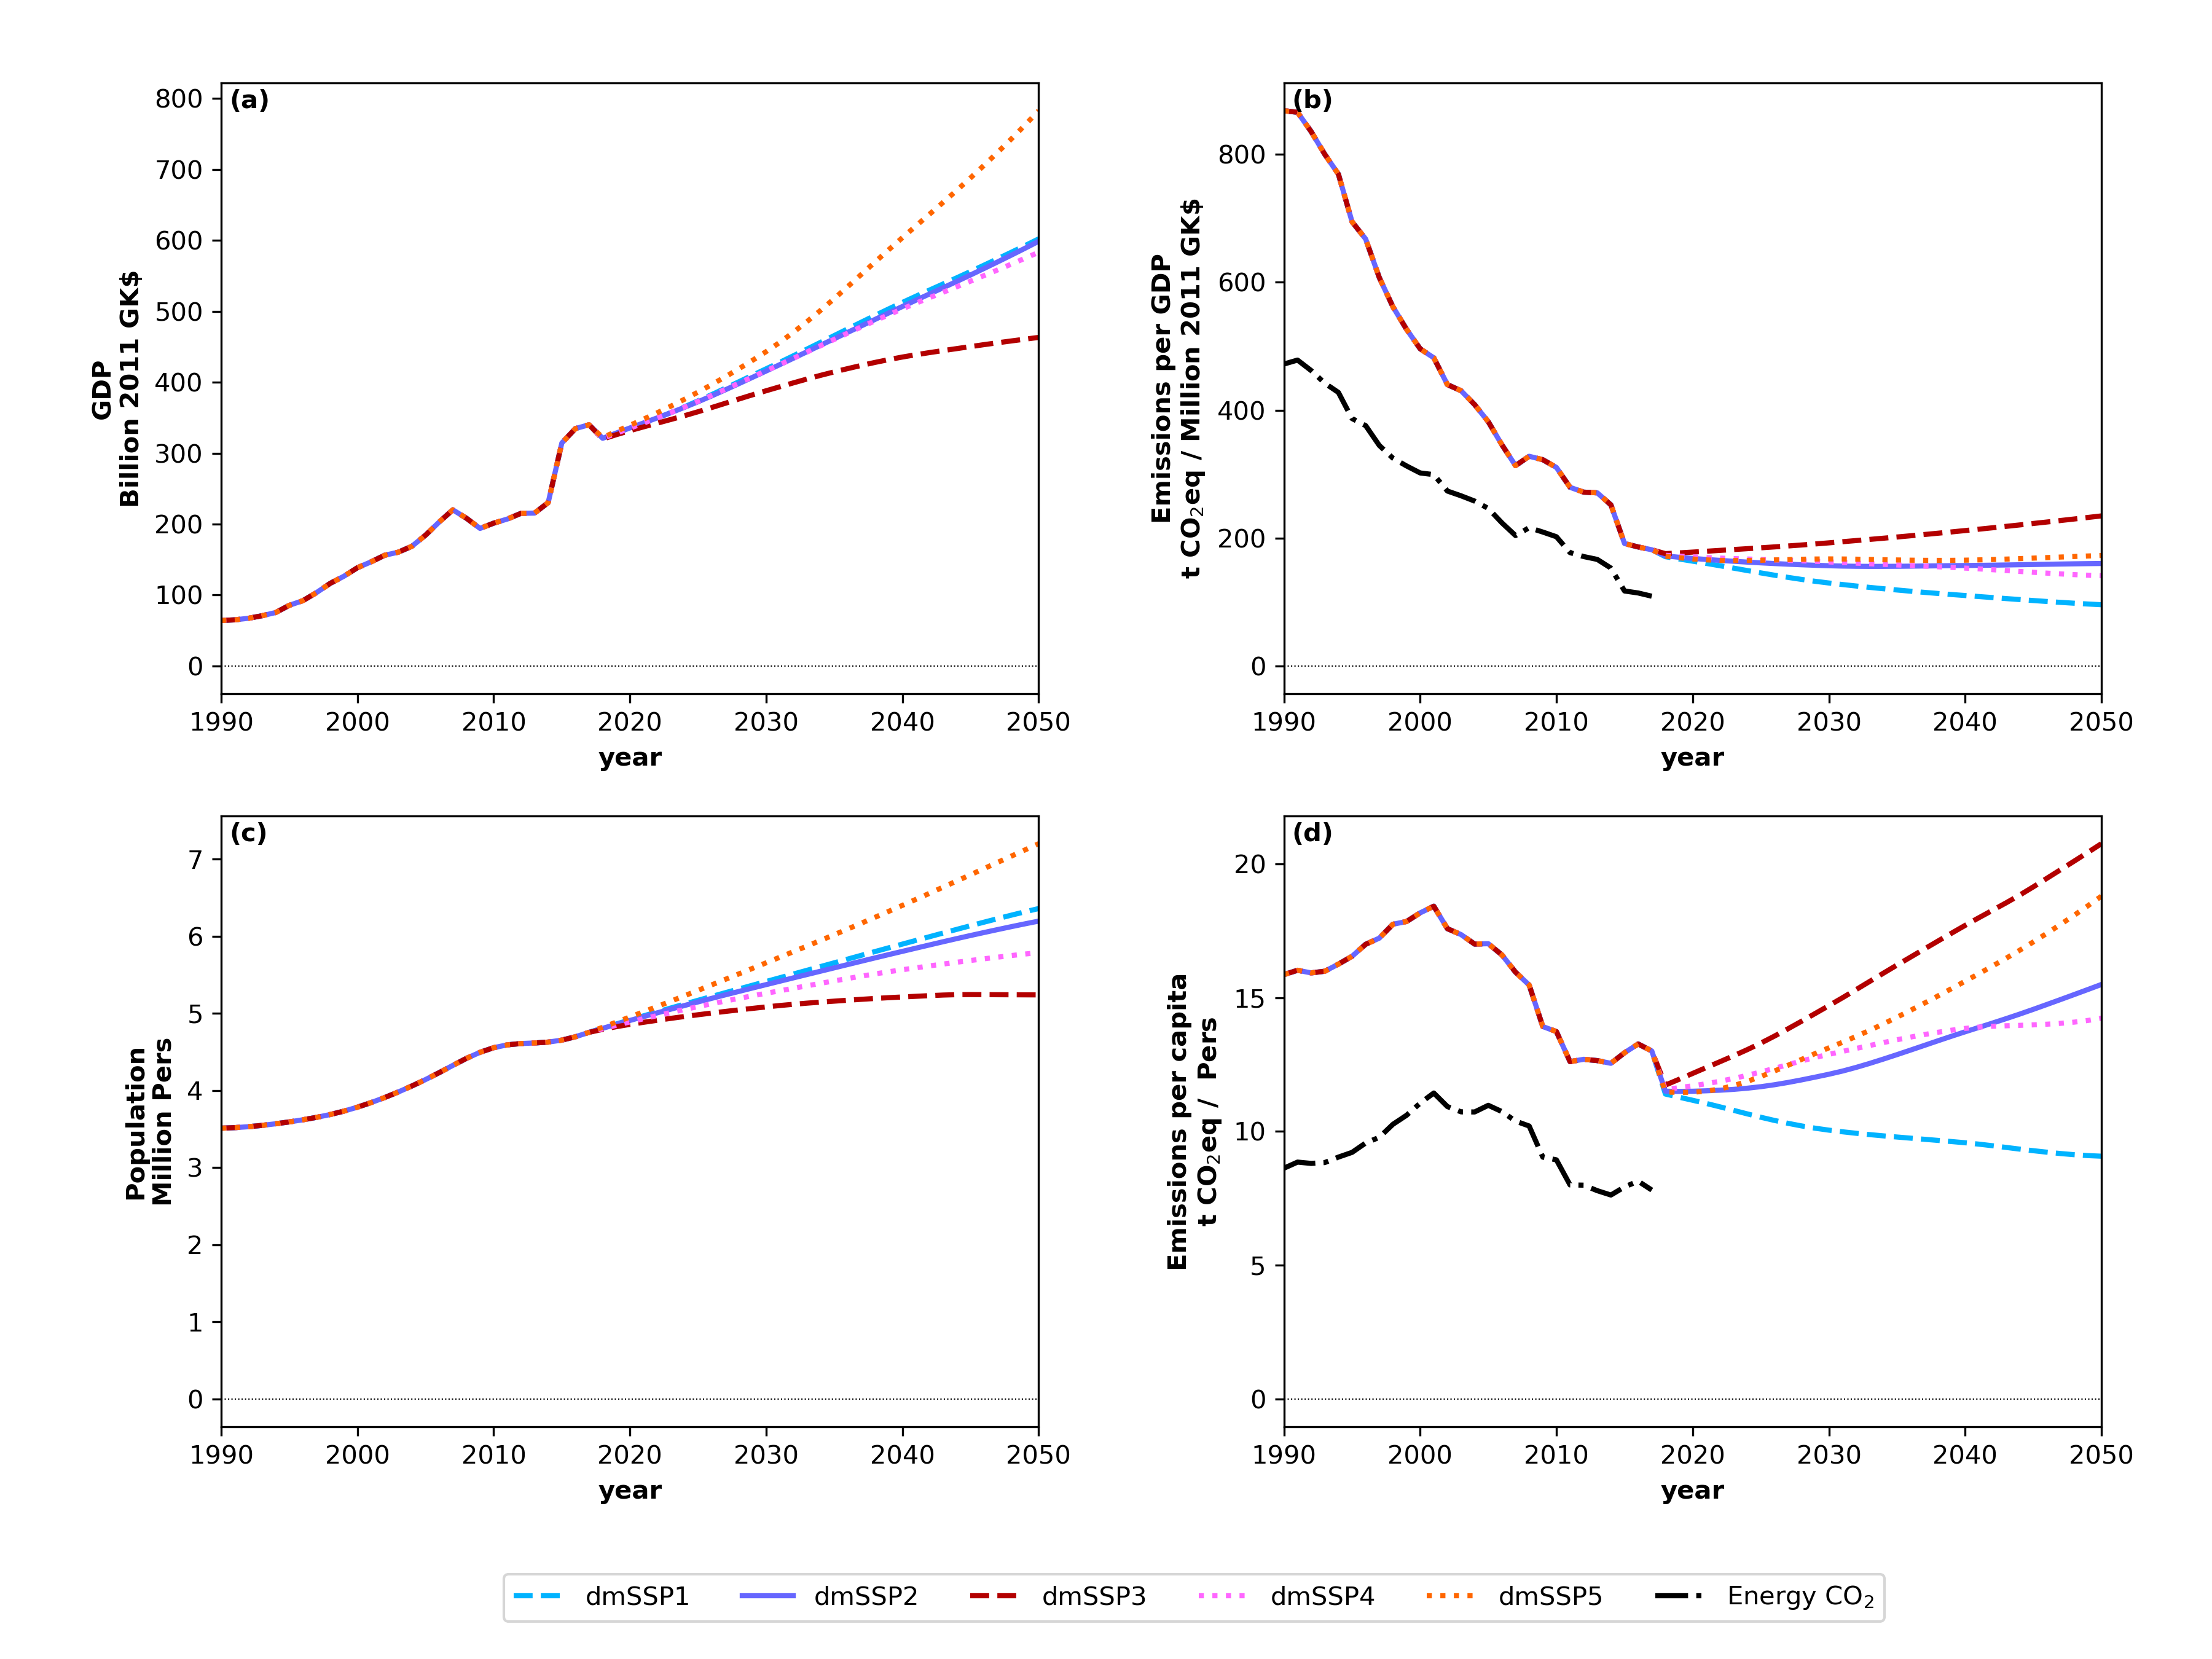 (a)
800
700
600
500
400
300
200
100
0
GDP
Billion 2011 GK$
1990 2000 2010 2020 2030 2040 2050
year
(b)
800
600
400
200
0
Emissions per GDP
t CO₂eq / Million 2011 GK$
1990 2000 2010 2020 2030 2040 2050
year
(c)
7
6
5
4
3
2
1
0
Population
Million Pers
1990 2000 2010 2020 2030 2040 2050
year
(d)
20
15
10
5
0
Emissions per capita
t CO₂eq / Pers
1990 2000 2010 2020 2030 2040 2050
year
dmSSP1 dmSSP2 dmSSP3 dmSSP4 dmSSP5 Energy CO₂